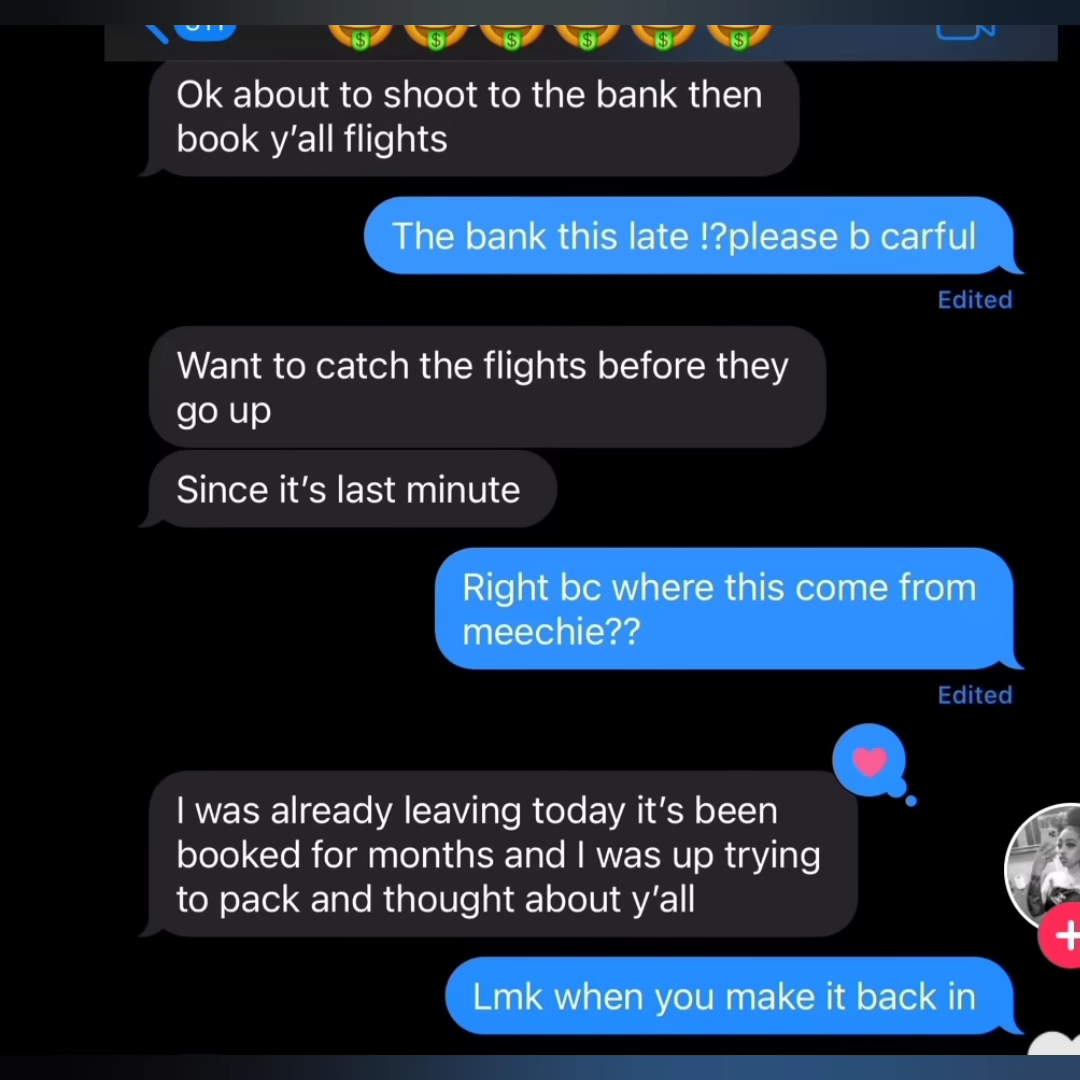 Ok about to shoot to the bank then
book y’all flights
The bank this late !?please b carful
Edited
Want to catch the flights before they
go up
Since it’s last minute
Right bc where this come from
meechie??
Edited
I was already leaving today it’s been
booked for months and I was up trying
to pack and thought about y’all
Lmk when you make it back in